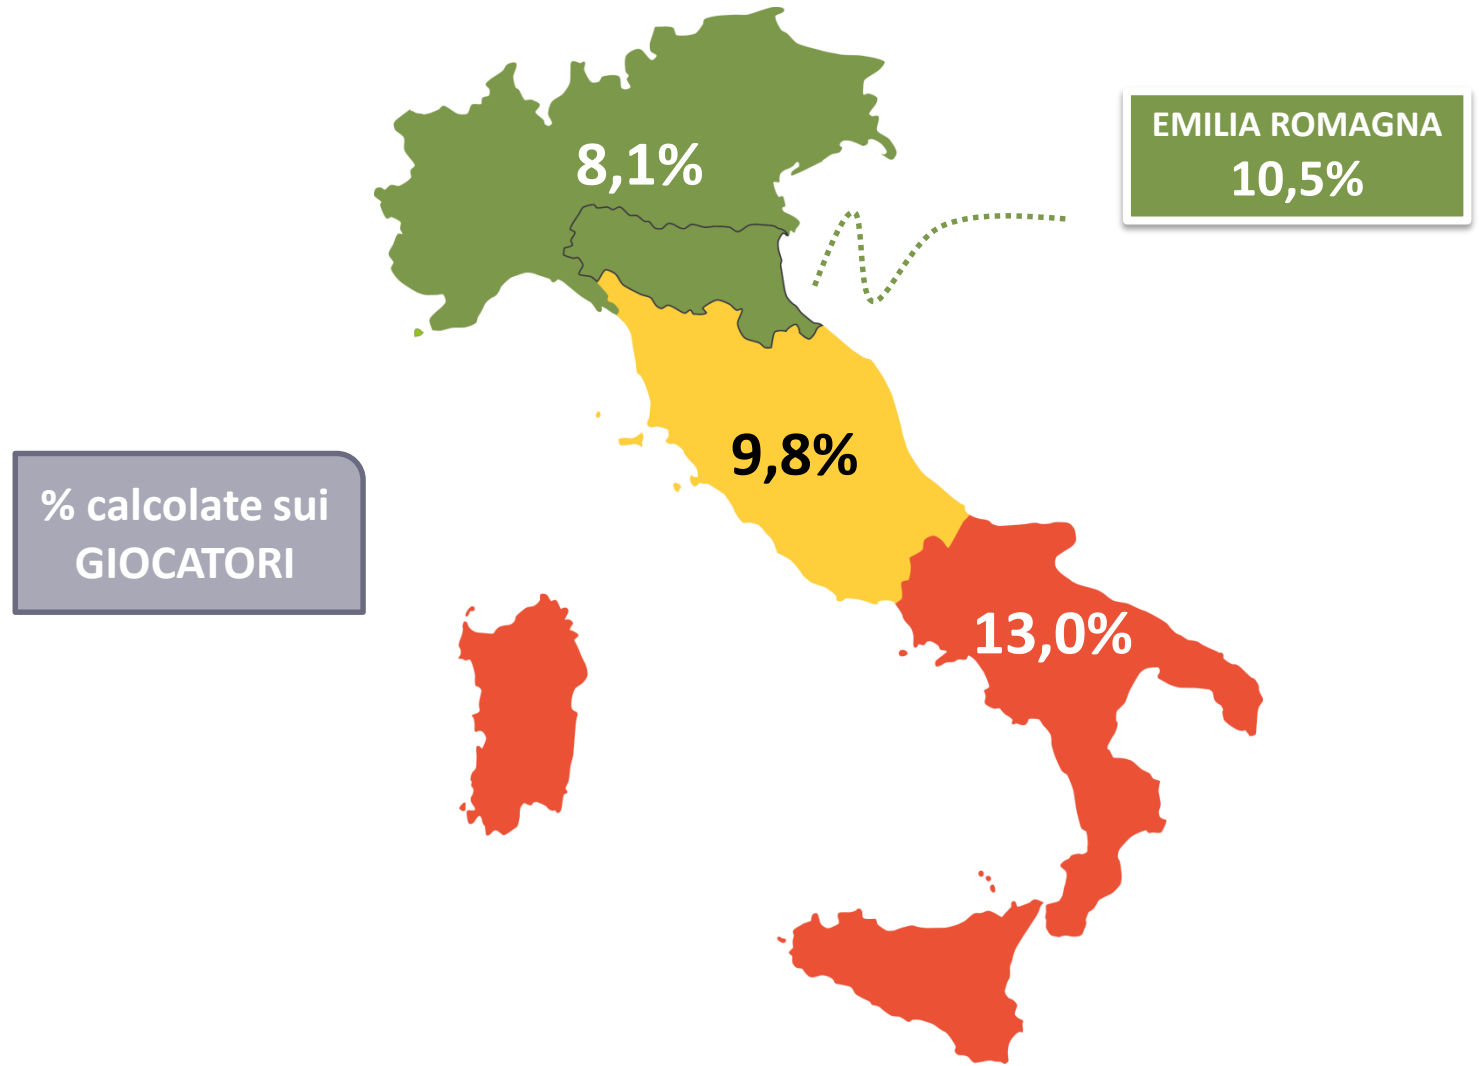 8,1%
EMILIA ROMAGNA
10,5%
9,8%
% calcolate sui
GIOCATORI
13,0%